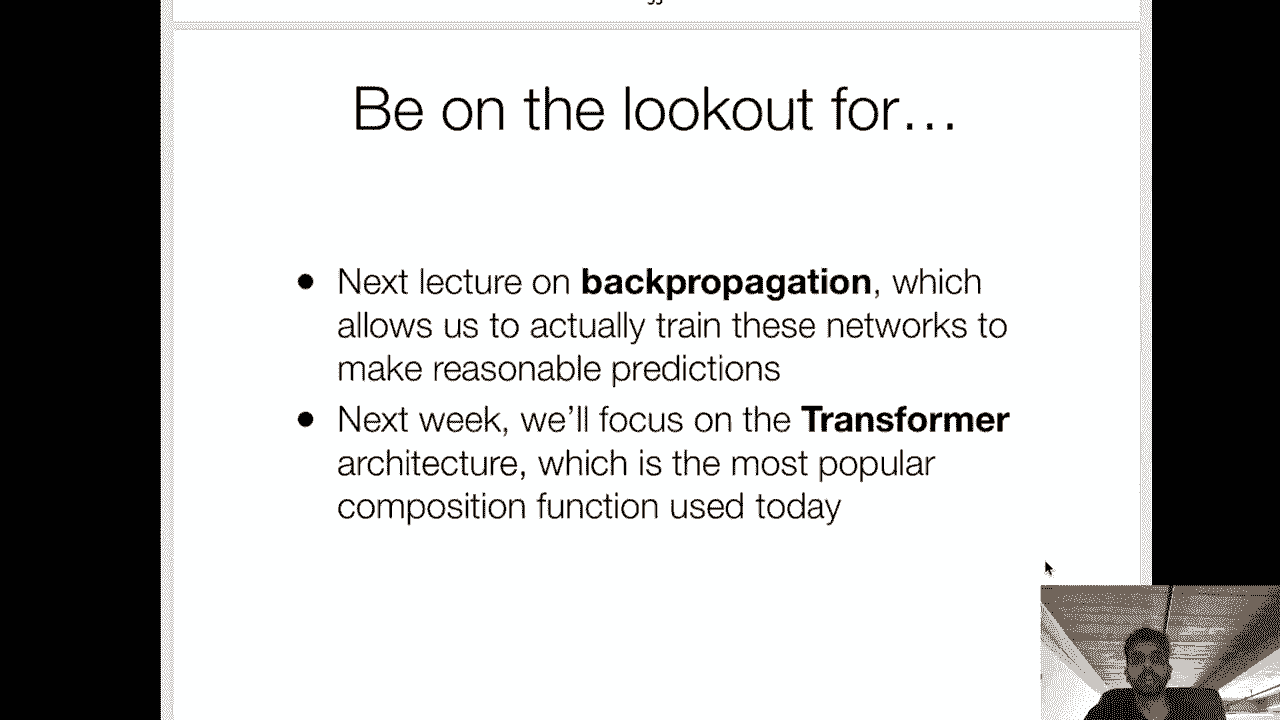 Be on the lookout for…
• Next lecture on backpropagation, which
allows us to actually train these networks to
make reasonable predictions
• Next week, we’ll focus on the Transformer
architecture, which is the most popular
composition function used today